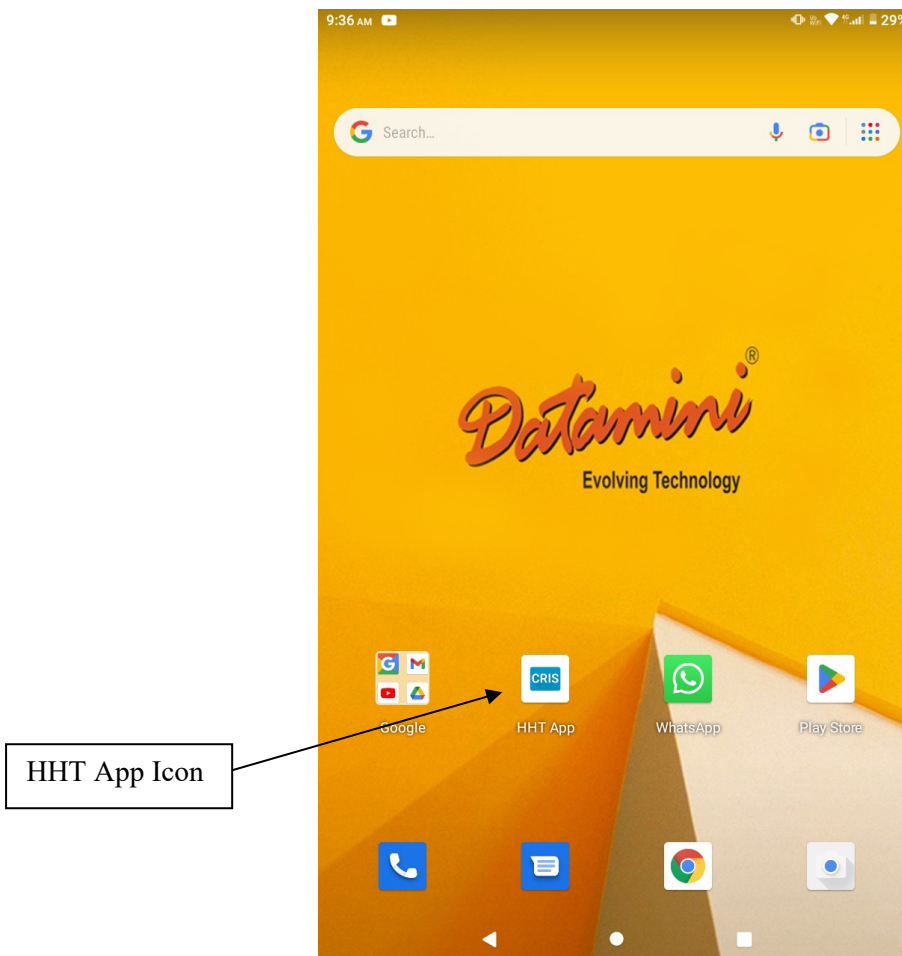 9:36 AM
29%
Search...
Datamini®
Evolving Technology
CRIS
Google
HHT App
WhatsApp
Play Store
HHT App Icon